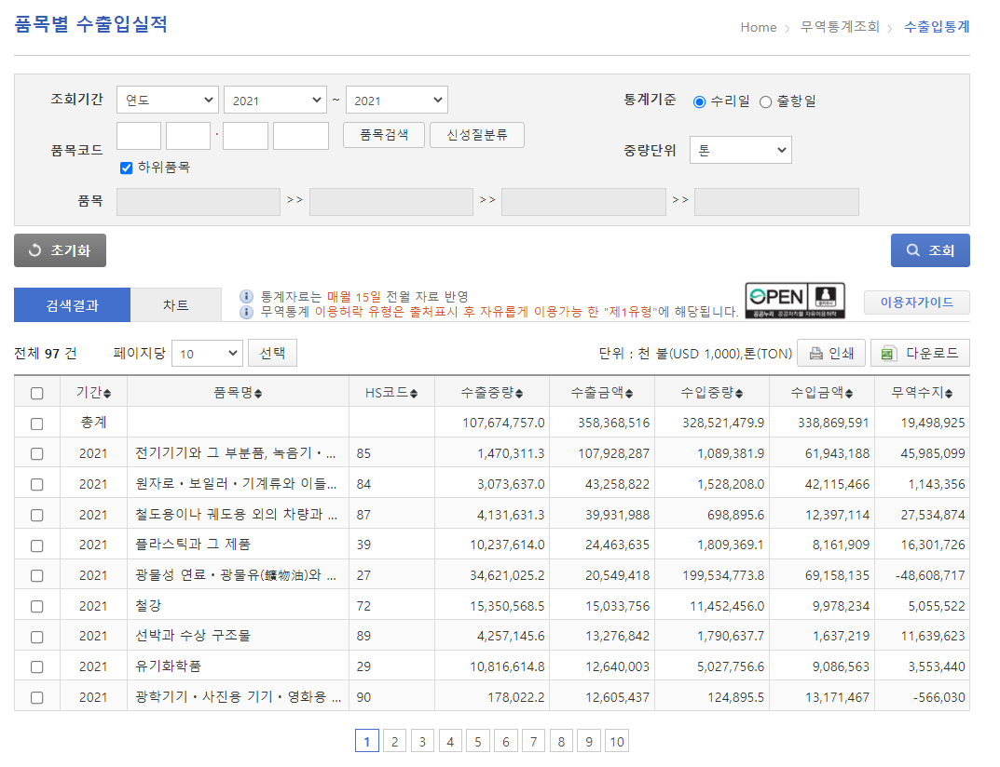 품목별 수출입실적
Home > 무역통계조회 > 수출입통계
조회기간 연도 2021 ~ 2021 통계기준 수리일 출항일
품목코드 · 품목검색 신성질분류 중량단위 톤
하위품목
품목 >> >> >>
초기화 조회
검색결과 차트
통계자료는 매월 15일 전월 자료 반영
무역통계 이용허락 유형은 출처표시 후 자유롭게 이용가능 한 "제1유형"에 해당됩니다.
OPEN 출처표시
공공누리 공공저작물 자유이용허락
이용자가이드
전체 97 건 페이지당 10 선택 단위 : 천 불(USD 1,000),톤(TON) 인쇄 다운로드
기간 품목명 HS코드 수출중량 수출금액 수입중량 수입금액 무역수지
총계 107,674,757.0 358,368,516 328,521,479.9 338,869,591 19,498,925
2021 전기기기와 그 부분품, 녹음기·... 85 1,470,311.3 107,928,287 1,089,381.9 61,943,188 45,985,099
2021 원자로·보일러·기계류와 이들... 84 3,073,637.0 43,258,822 1,528,208.0 42,115,466 1,143,356
2021 철도용이나 궤도용 외의 차량과 ... 87 4,131,631.3 39,931,988 698,895.6 12,397,114 27,534,874
2021 플라스틱과 그 제품 39 10,237,614.0 24,463,635 1,809,369.1 8,161,909 16,301,726
2021 광물성 연료·광물유(鑛物油)와 ... 27 34,621,025.2 20,549,418 199,534,773.8 69,158,135 -48,608,717
2021 철강 72 15,350,568.5 15,033,756 11,452,456.0 9,978,234 5,055,522
2021 선박과 수상 구조물 89 4,257,145.6 13,276,842 1,790,637.7 1,637,219 11,639,623
2021 유기화학품 29 10,816,614.8 12,640,003 5,027,756.6 9,086,563 3,553,440
2021 광학기기·사진용 기기·영화용 ... 90 178,022.2 12,605,437 124,895.5 13,171,467 -566,030
1 2 3 4 5 6 7 8 9 10